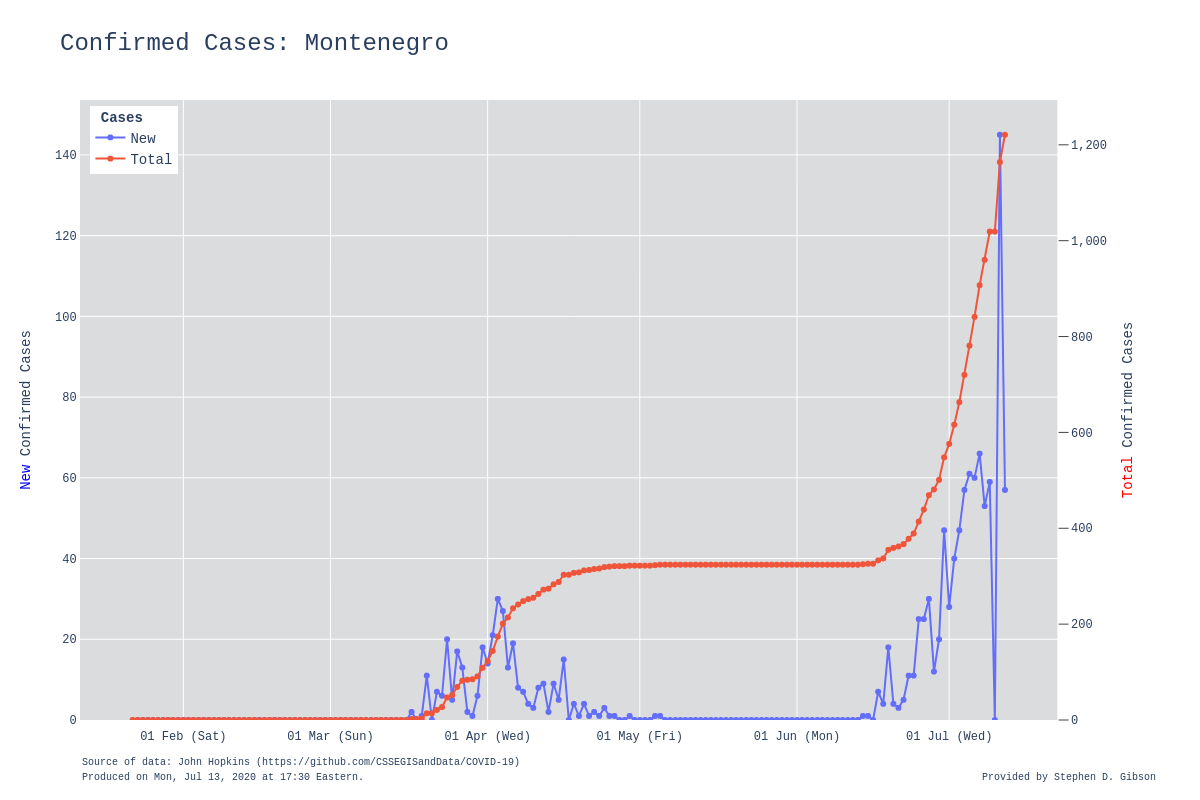 Confirmed Cases: Montenegro
Cases
New
Total
140
120
100
80
60
40
20
0
1,200
1,000
800
600
400
200
0
New Confirmed Cases
Total Confirmed Cases
01 Feb (Sat)
01 Mar (Sun)
01 Apr (Wed)
01 May (Fri)
01 Jun (Mon)
01 Jul (Wed)
Source of data: John Hopkins (https://github.com/CSSEGISandData/COVID-19)
Produced on Mon, Jul 13, 2020 at 17:30 Eastern.
Provided by Stephen D. Gibson